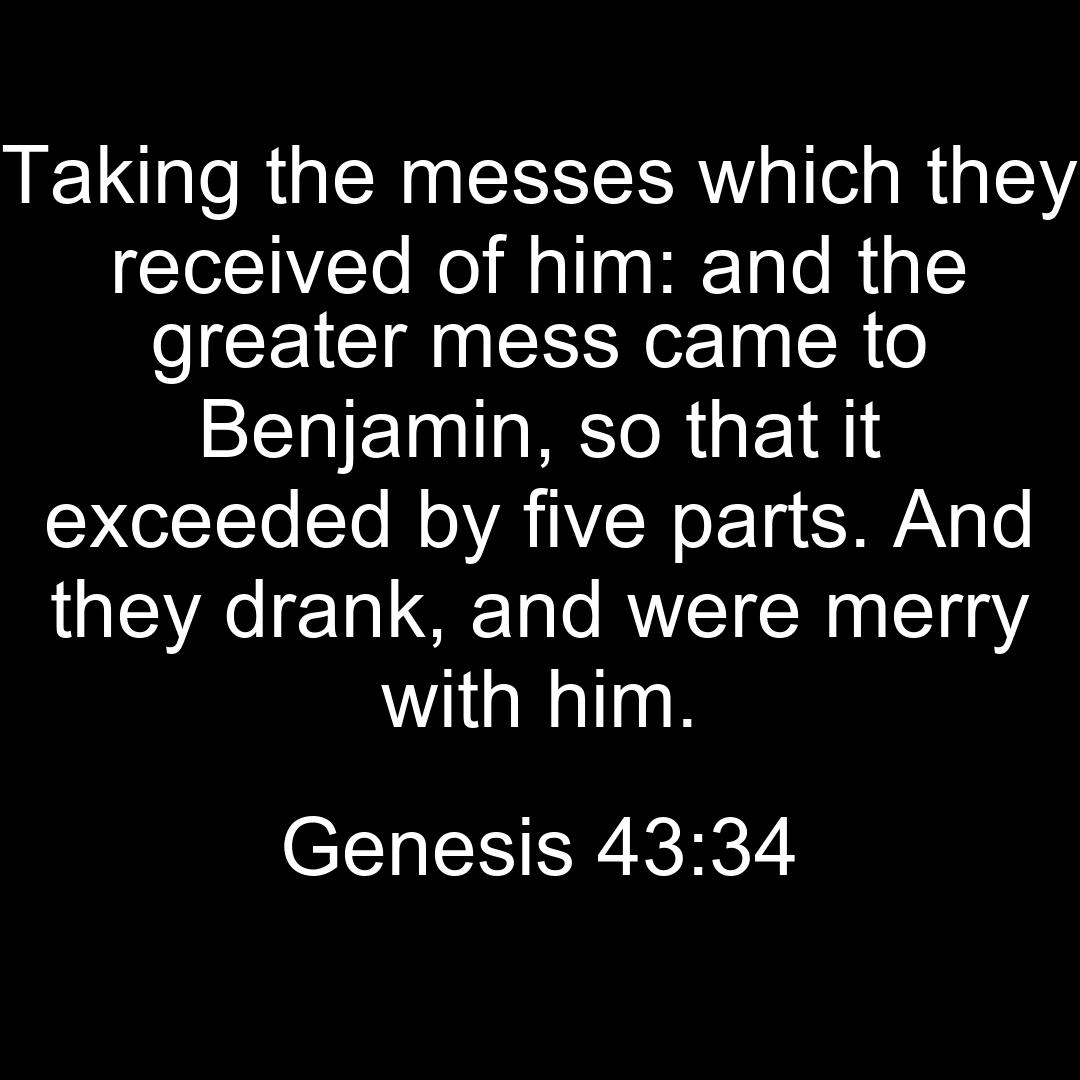 Taking the messes which they
received of him: and the
greater mess came to
Benjamin, so that it
exceeded by five parts. And
they drank, and were merry
with him.
Genesis 43:34